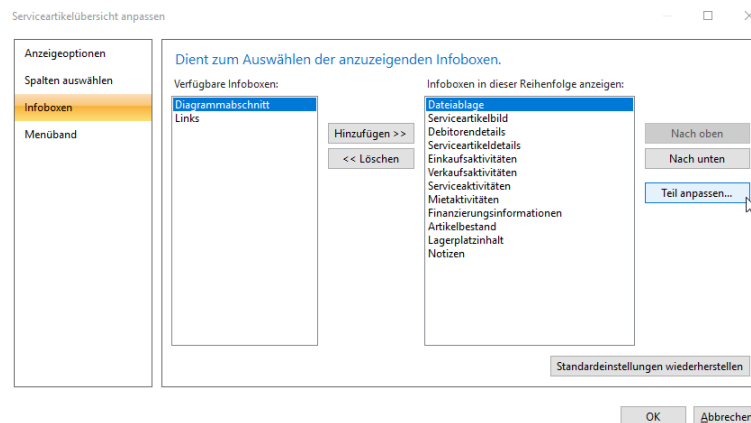 Serviceartikelübersicht anpassen
Anzeigeoptionen
Spalten auswählen
Infoboxen
Menüband
Dient zum Auswählen der anzuzeigenden Infoboxen.
Verfügbare Infoboxen:
Diagrammabschnitt
Links
Hinzufügen >>
<< Löschen
Infoboxen in dieser Reihenfolge anzeigen:
Dateiablage
Serviceartikelbild
Debitorendetails
Serviceartikeldetails
Einkaufsaktivitäten
Verkaufsaktivitäten
Serviceaktivitäten
Mietaktivitäten
Finanzierungsinformationen
Artikelbestand
Lagerplatzinhalt
Notizen
Nach oben
Nach unten
Teil anpassen...
Standardeinstellungen wiederherstellen
OK
Abbrechen